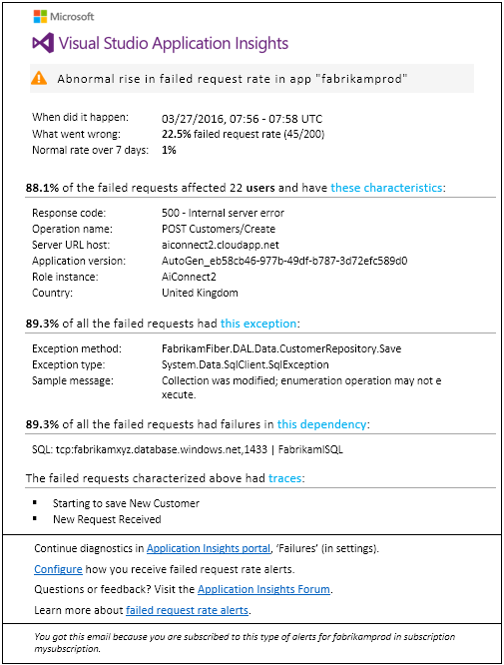 Microsoft
Visual Studio Application Insights
Abnormal rise in failed request rate in app "fabrikamprod"
When did it happen: 03/27/2016, 07:56 - 07:58 UTC
What went wrong: 22.5% failed request rate (45/200)
Normal rate over 7 days: 1%
88.1% of the failed requests affected 22 users and have these characteristics:
Response code: 500 - Internal server error
Operation name: POST Customers/Create
Server URL host: aiconnect2.cloudapp.net
Application version: AutoGen_eb58cb46-977b-49df-b787-3d72efc589d0
Role instance: AiConnect2
Country: United Kingdom
89.3% of all the failed requests had this exception:
Exception method: FabrikamFiber.DAL.Data.CustomerRepository.Save
Exception type: System.Data.SqlClient.SqlException
Sample message: Collection was modified; enumeration operation may not e
xecute.
89.3% of all the failed requests had failures in this dependency:
SQL: tcp:fabrikamxyz.database.windows.net,1433 | FabrikamlSQL
The failed requests characterized above had traces:
▪ Starting to save New Customer
▪ New Request Received
Continue diagnostics in Application Insights portal, ‘Failures’ (in settings).
Configure how you receive failed request rate alerts.
Questions or feedback? Visit the Application Insights Forum.
Learn more about failed request rate alerts.
You got this email because you are subscribed to this type of alerts for fabrikamprod in subscription
mysubscription.